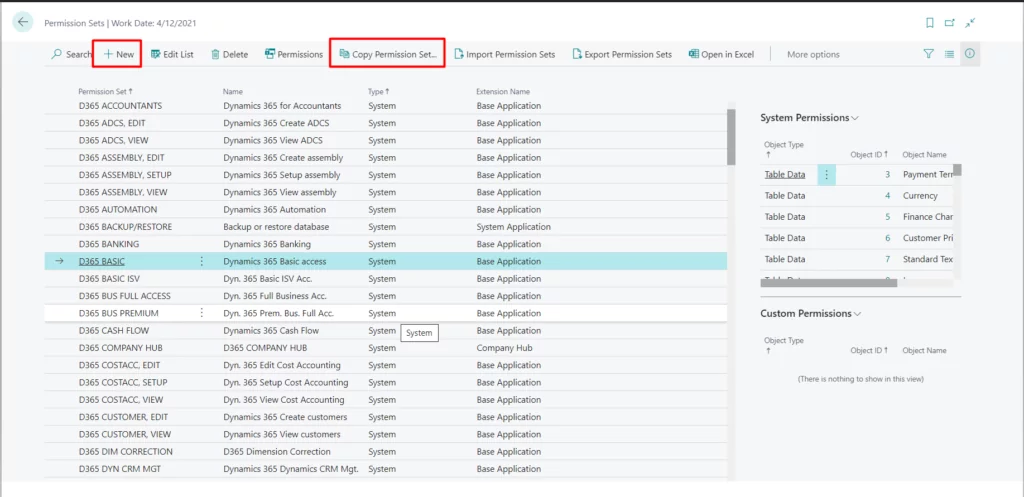 Permission Sets | Work Date: 4/12/2021
Search + New Edit List Delete Permissions Copy Permission Set... Import Permission Sets Export Permission Sets Open in Excel More options
Permission Set ↑ Name Type ↑ Extension Name
D365 ACCOUNTANTS Dynamics 365 for Accountants System Base Application
D365 ADCS, EDIT Dynamics 365 Create ADCS System Base Application
D365 ADCS, VIEW Dynamics 365 View ADCS System Base Application
D365 ASSEMBLY, EDIT Dynamics 365 Create assembly System Base Application
D365 ASSEMBLY, SETUP Dynamics 365 Setup assembly System Base Application
D365 ASSEMBLY, VIEW Dynamics 365 View assembly System Base Application
D365 AUTOMATION Dynamics 365 Automation System Base Application
D365 BACKUP/RESTORE Backup or restore database System System Application
D365 BANKING Dynamics 365 Banking System Base Application
D365 BASIC Dynamics 365 Basic access System Base Application
D365 BASIC ISV Dyn. 365 Basic ISV Acc. System Base Application
D365 BUS FULL ACCESS Dyn. 365 Full Business Acc. System Base Application
D365 BUS PREMIUM Dyn. 365 Prem. Bus. Full Acc. System Base Application
D365 CASH FLOW Dynamics 365 Cash Flow System Base Application
System
D365 COMPANY HUB D365 COMPANY HUB System Company Hub
D365 COSTACC, EDIT Dyn. 365 Edit Cost Accounting System Base Application
D365 COSTACC, SETUP Dyn. 365 Setup Cost Accounting System Base Application
D365 COSTACC, VIEW Dyn. 365 View Cost Accounting System Base Application
D365 CUSTOMER, EDIT Dynamics 365 Create customers System Base Application
D365 CUSTOMER, VIEW Dynamics 365 View customers System Base Application
D365 DIM CORRECTION D365 Dimension Correction System Base Application
D365 DYN CRM MGT Dynamics 365 Dynamics CRM Mgt. System Base Application
System Permissions
Object Type
↑ Object ID ↑ Object Name
Table Data 3 Payment Terr
Table Data 4 Currency
Table Data 5 Finance Char
Table Data 6 Customer Pri
Table Data 7 Standard Tex
Custom Permissions
Object Type
↑ Object ID ↑ Object Name
(There is nothing to show in this view)